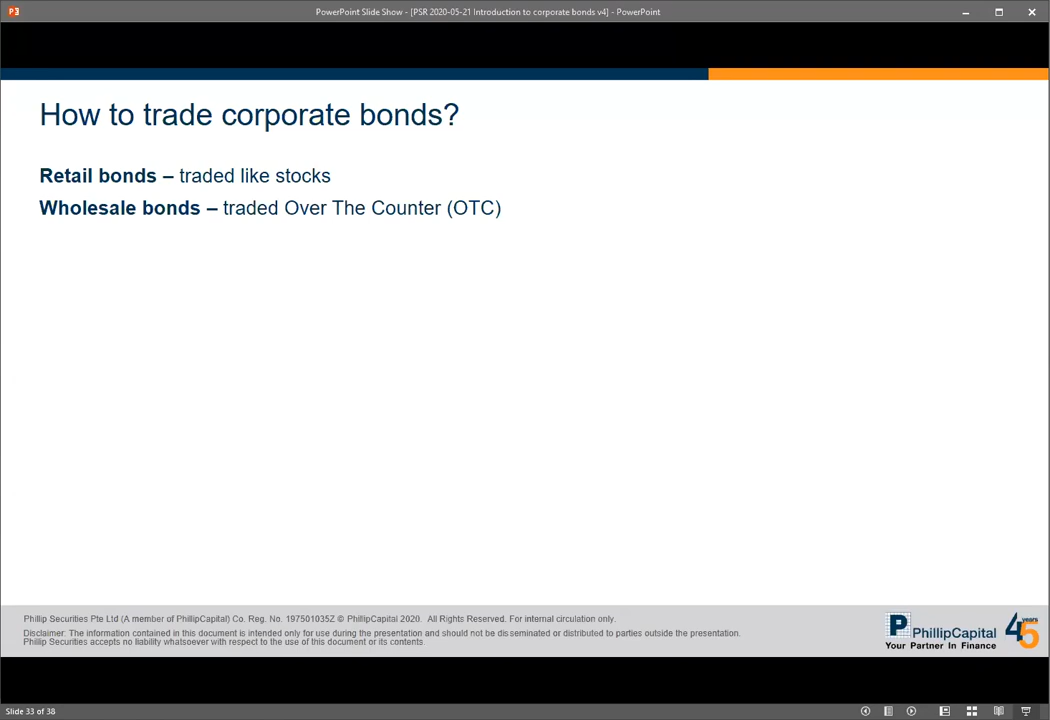 PowerPoint Slide Show - [PSR 2020-05-21 Introduction to corporate bonds v4] - PowerPoint
How to trade corporate bonds?
Retail bonds – traded like stocks
Wholesale bonds – traded Over The Counter (OTC)
Phillip Securities Pte Ltd (A member of PhillipCapital) Co. Reg. No. 197501035Z © PhillipCapital 2020. All Rights Reserved. For internal circulation only.
Disclaimer: The information contained in this document is intended only for use during the presentation and should not be disseminated or distributed to parties outside the presentation.
Phillip Securities accepts no liability whatsoever with respect to the use of this document or its contents.
P PhillipCapital
Your Partner In Finance
45 years
Slide 33 of 38